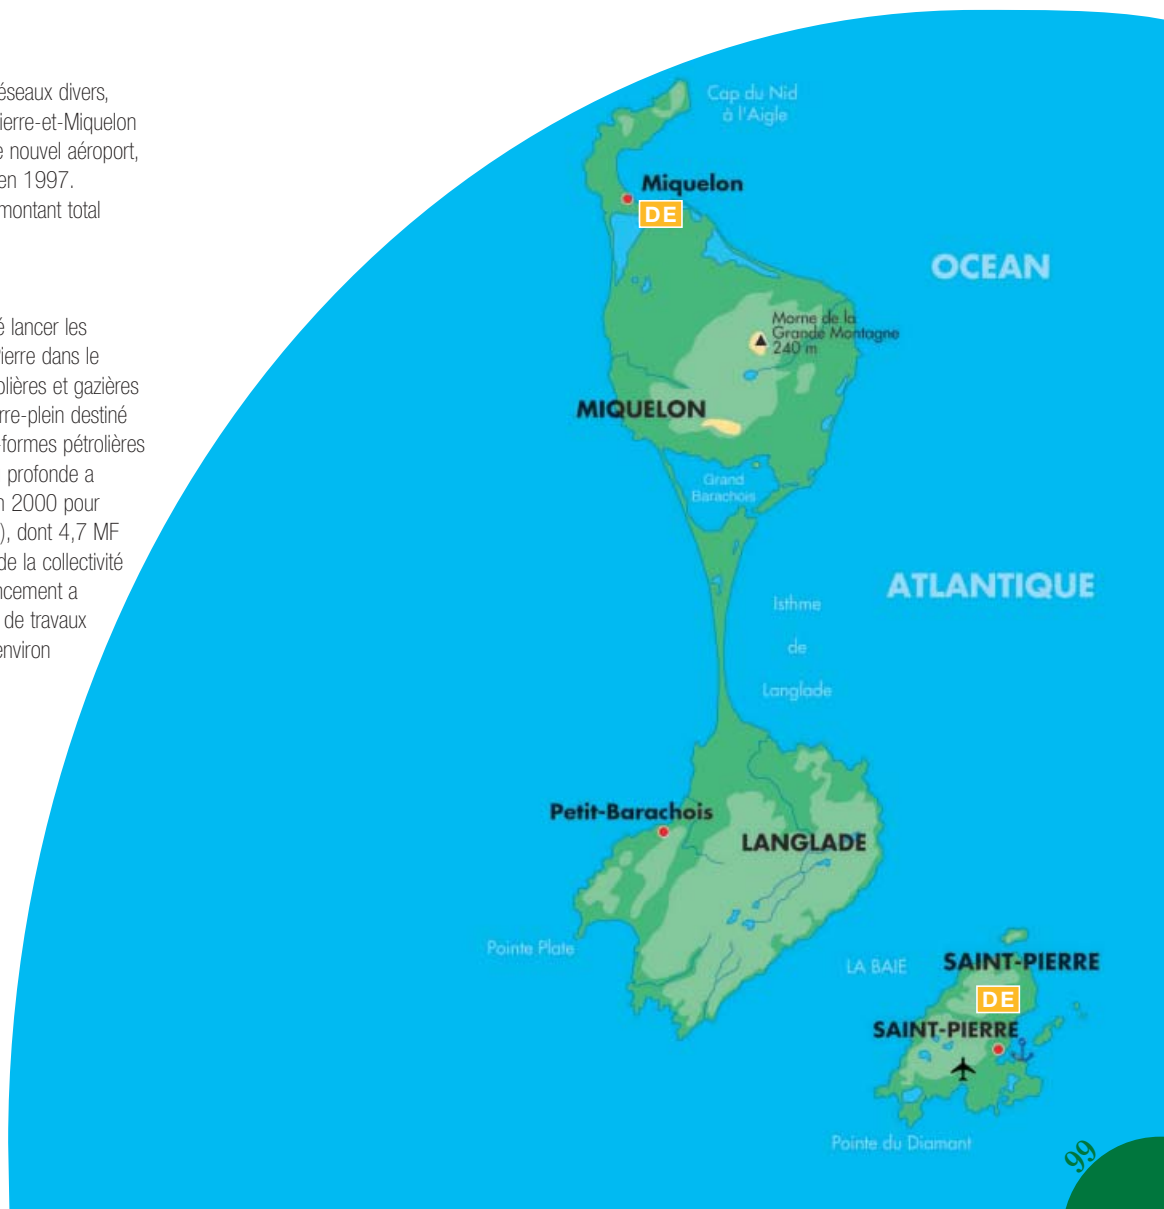 éseaux divers,
ierre-et-Miquelon
e nouvel aéroport,
en 1997.
montant total
é lancer les
ierre dans le
olières et gazières
rre-plein destiné
-formes pétrolières
profonde a
n 2000 pour
), dont 4,7 MF
de la collectivité
ncement a
de travaux
environ
Cap du Nid
à l'Aigle
Miquelon
DE
OCEAN
Morne de la
Grande Montagne
240 m
MIQUELON
Grand
Barachois
ATLANTIQUE
Isthme
de
Langlade
Petit-Barachois
LANGLADE
Pointe Plate
LA BAIE
SAINT-PIERRE
DE
SAINT-PIERRE
Pointe du Diamant
99